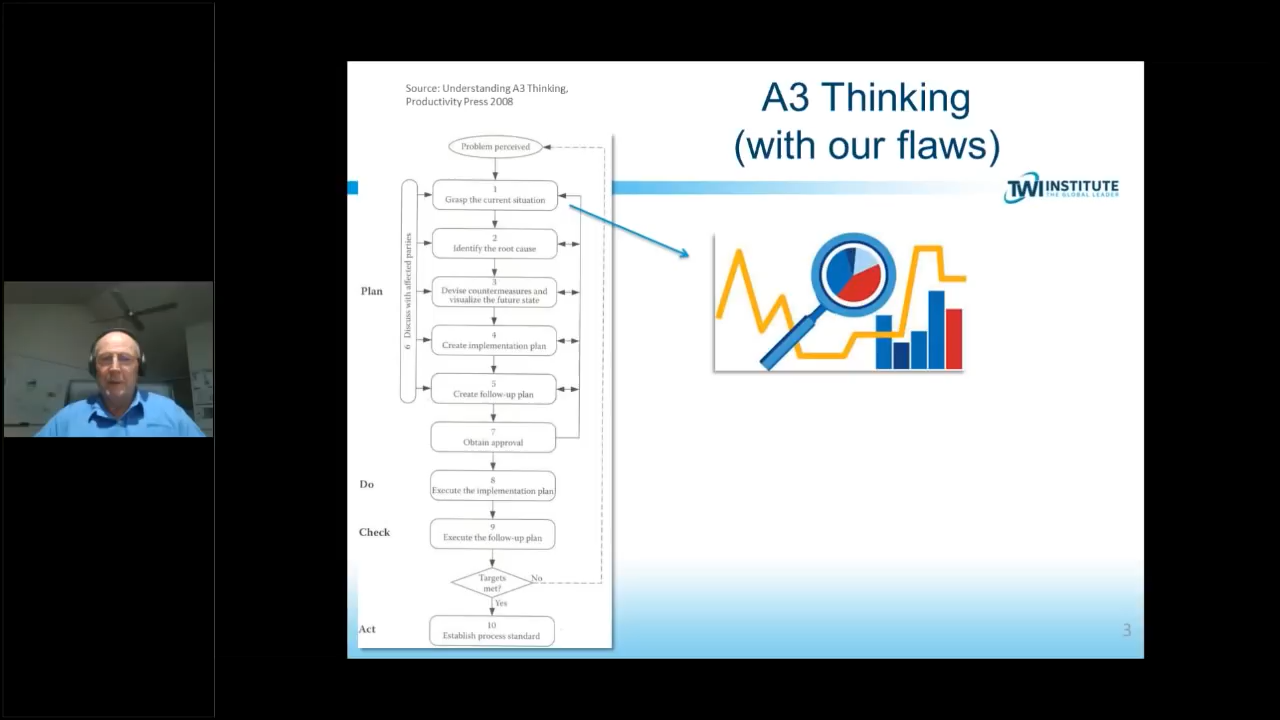 Source: Understanding A3 Thinking,
Productivity Press 2008
A3 Thinking
(with our flaws)
TWI INSTITUTE
THE GLOBAL LEADER
Problem perceived
1
Grasp the current situation
2
Identify the root cause
3
Devise countermeasures and
visualize the future state
4
Create implementation plan
5
Create follow-up plan
6 Discuss with affected parties
Plan
7
Obtain approval
Do
8
Execute the implementation plan
Check
9
Execute the follow-up plan
Targets
met?
No
Yes
Act
10
Establish process standard
3